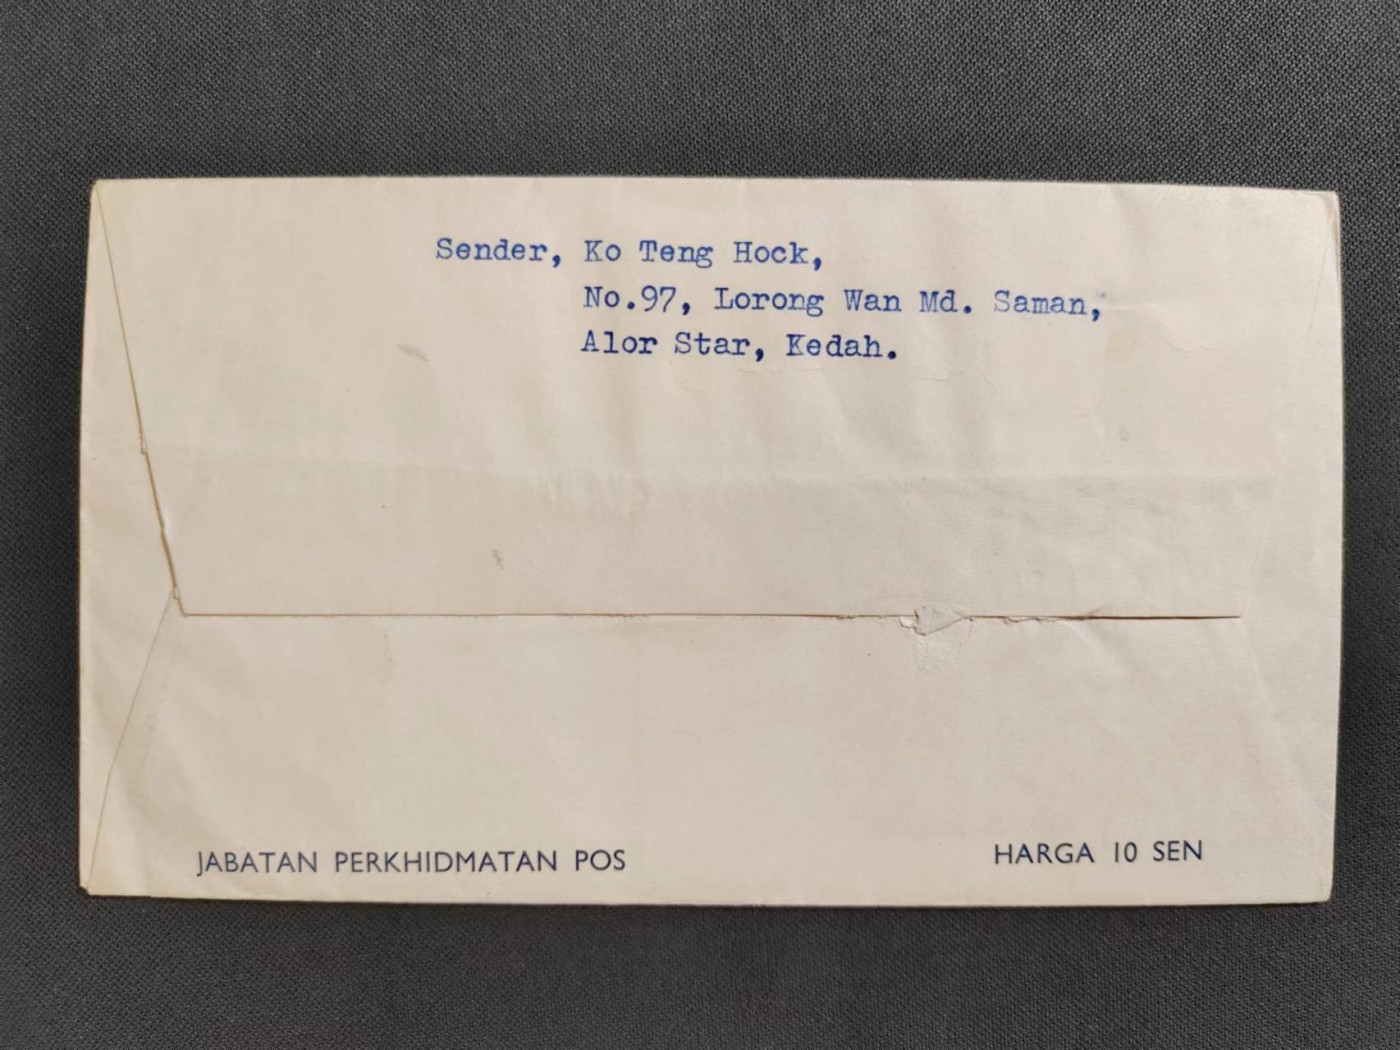 Sender, Ko Teng Hock,
No.97, Lorong Wan Md. Saman,
Alor Star, Kedah.
JABATAN PERKHIDMATAN POS
HARGA 10 SEN